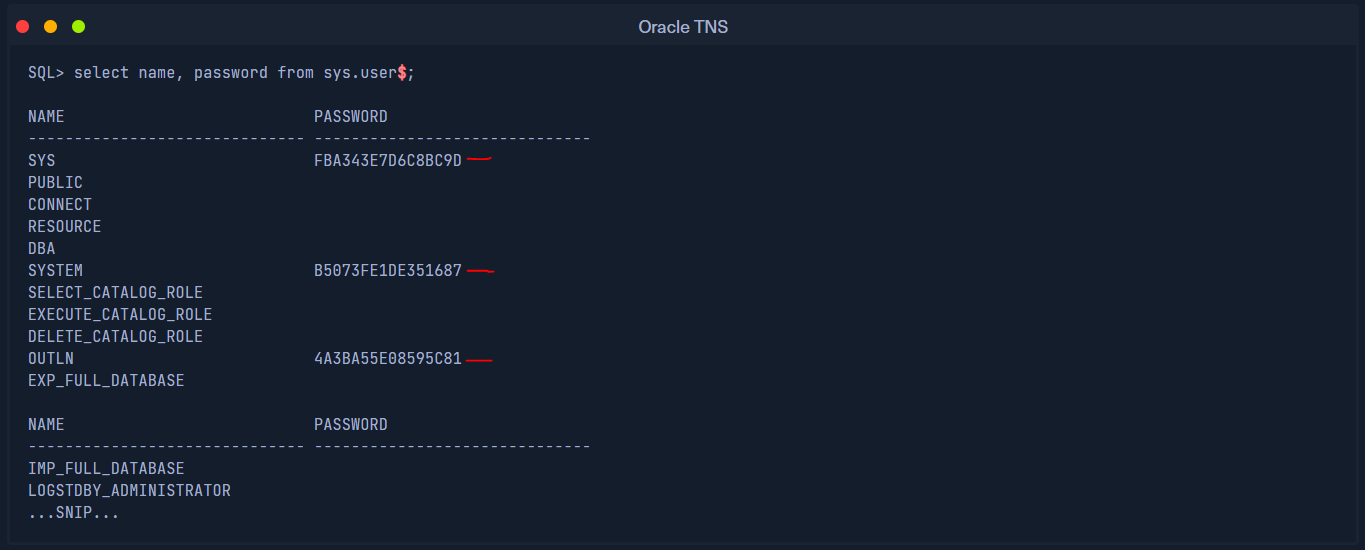 Oracle TNS
SQL> select name, password from sys.user$;
NAME                           PASSWORD
------------------------------ ------------------------------
SYS                            FBA343E7D6C8BC9D
PUBLIC
CONNECT
RESOURCE
DBA
SYSTEM                         B5073FE1DE351687
SELECT_CATALOG_ROLE
EXECUTE_CATALOG_ROLE
DELETE_CATALOG_ROLE
OUTLN                          4A3BA55E08595C81
EXP_FULL_DATABASE
NAME                           PASSWORD
------------------------------ ------------------------------
IMP_FULL_DATABASE
LOGSTDBY_ADMINISTRATOR
...SNIP...